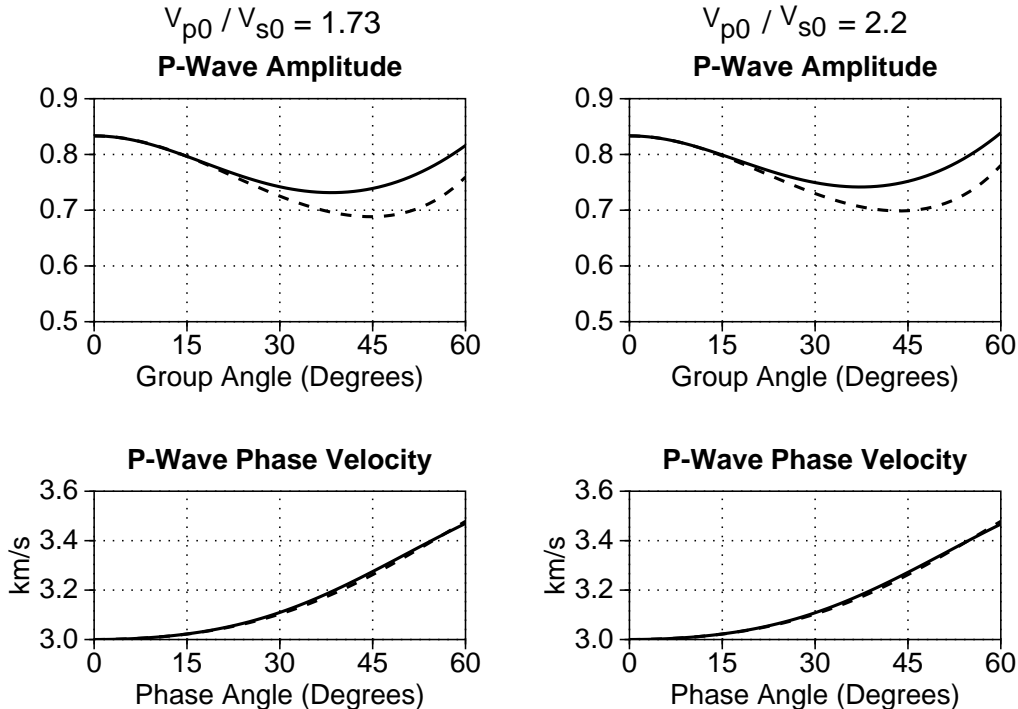 Vp0 / Vs0 = 1.73
P-Wave Amplitude
0.9
0.8
0.7
0.6
0.5
0 15 30 45 60
Group Angle (Degrees)
Vp0 / Vs0 = 2.2
P-Wave Amplitude
0.9
0.8
0.7
0.6
0.5
0 15 30 45 60
Group Angle (Degrees)
P-Wave Phase Velocity
3.6
3.4
3.2
3.0
km/s
0 15 30 45 60
Phase Angle (Degrees)
P-Wave Phase Velocity
3.6
3.4
3.2
3.0
km/s
0 15 30 45 60
Phase Angle (Degrees)